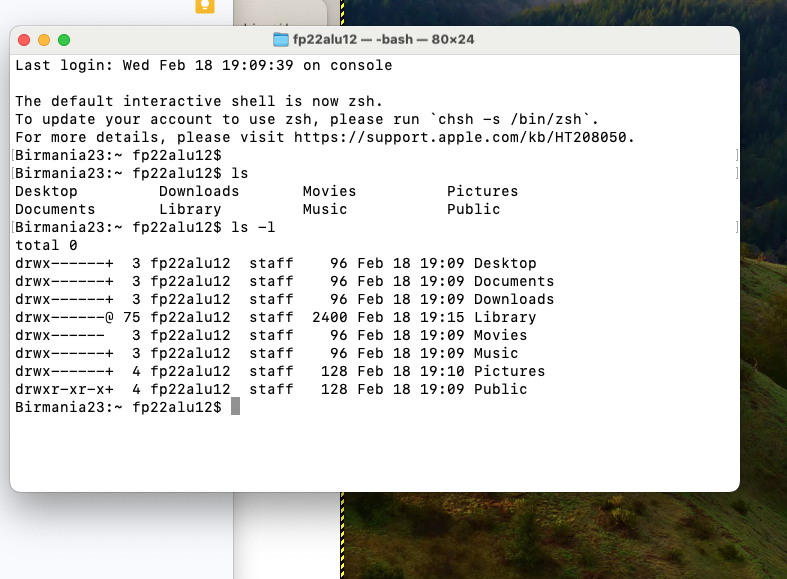 fp22alu12 — -bash — 80×24
Last login: Wed Feb 18 19:09:39 on console
The default interactive shell is now zsh.
To update your account to use zsh, please run `chsh -s /bin/zsh`.
For more details, please visit https://support.apple.com/kb/HT208050.
[Birmania23:~ fp22alu12$ ]
[Birmania23:~ fp22alu12$ ls ]
Desktop Downloads Movies Pictures
Documents Library Music Public
[Birmania23:~ fp22alu12$ ls -l ]
total 0
drwx------+  3 fp22alu12  staff    96 Feb 18 19:09 Desktop
drwx------+  3 fp22alu12  staff    96 Feb 18 19:09 Documents
drwx------+  3 fp22alu12  staff    96 Feb 18 19:09 Downloads
drwx------@ 75 fp22alu12  staff  2400 Feb 18 19:15 Library
drwx------   3 fp22alu12  staff    96 Feb 18 19:09 Movies
drwx------+  3 fp22alu12  staff    96 Feb 18 19:09 Music
drwx------+  4 fp22alu12  staff   128 Feb 18 19:10 Pictures
drwxr-xr-x+  4 fp22alu12  staff   128 Feb 18 19:09 Public
Birmania23:~ fp22alu12$